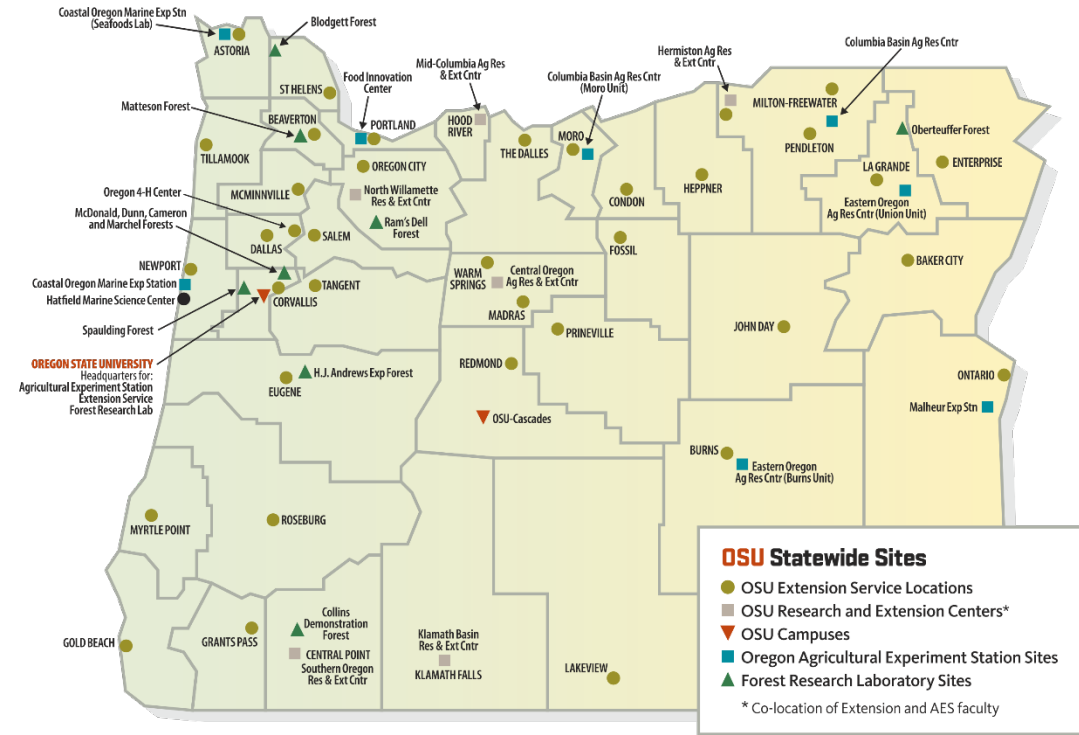 Coastal Oregon Marine Exp Stn
(Seafoods Lab)
ASTORIA
Blodgett Forest
ST HELENS
Matteson Forest
BEAVERTON
Food Innovation
Center
PORTLAND
Mid-Columbia Ag Res
& Ext Cntr
HOOD
RIVER
Columbia Basin Ag Res Cntr
(Moro Unit)
MORO
THE DALLES
Hermiston Ag Res
& Ext Cntr
Columbia Basin Ag Res Cntr
MILTON-FREEWATER
PENDLETON
Oberteuffer Forest
LA GRANDE
ENTERPRISE
Eastern Oregon
Ag Res Cntr (Union Unit)
TILLAMOOK
OREGON CITY
MCMINNVILLE
North Willamette
Res & Ext Cntr
Ram's Dell
Forest
CONDON
HEPPNER
Oregon 4-H Center
McDonald, Dunn, Cameron
and Marchel Forests
DALLAS
SALEM
FOSSIL
BAKER CITY
NEWPORT
Coastal Oregon Marine Exp Station
Hatfield Marine Science Center
CORVALLIS
TANGENT
WARM
SPRINGS
Central Oregon
Ag Res & Ext Cntr
MADRAS
Spaulding Forest
PRINEVILLE
JOHN DAY
OREGON STATE UNIVERSITY
Headquarters for:
Agricultural Experiment Station
Extension Service
Forest Research Lab
EUGENE
H.J. Andrews Exp Forest
REDMOND
OSU-Cascades
ONTARIO
Malheur Exp Stn
BURNS
Eastern Oregon
Ag Res Cntr (Burns Unit)
MYRTLE POINT
ROSEBURG
GOLD BEACH
GRANTS PASS
Collins
Demonstration
Forest
CENTRAL POINT
Southern Oregon
Res & Ext Cntr
Klamath Basin
Res & Ext Cntr
KLAMATH FALLS
LAKEVIEW
OSU Statewide Sites
OSU Extension Service Locations
OSU Research and Extension Centers*
OSU Campuses
Oregon Agricultural Experiment Station Sites
Forest Research Laboratory Sites
* Co-location of Extension and AES faculty